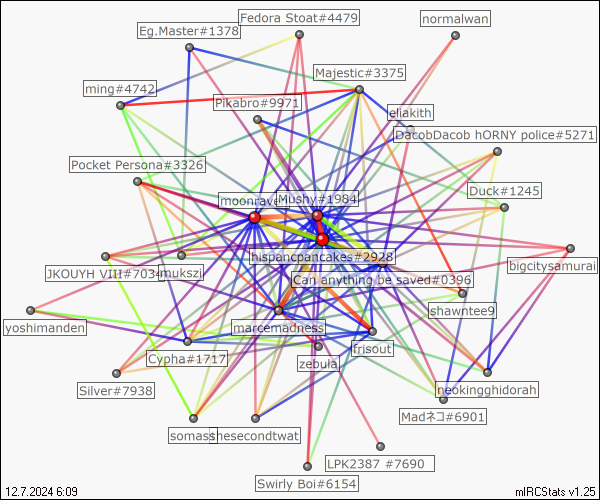 Fedora Stoat#4479
normalwan
Eg.Master#1378
Majestic#3375
ming#4742
Pikabro#9971
eliakith
DacobDacob hORNY police#5271
Pocket Persona#3326
Duck#1245
moonrave
Mushy#1984
hispancpancakes#2928
bigcitysamurai
JKOUYH VIII#7034
mukszi
Can anything be saved#0396
shawntee9
yoshimanden
marcemadness
Cypha#1717
frisout
zebula
Silver#7938
neokingghidorah
Madネコ#6901
somass
shesecondtwat
LPK2387 #7690
Swirly Boi#6154
12.7.2024 6:09
mIRCStats v1.25